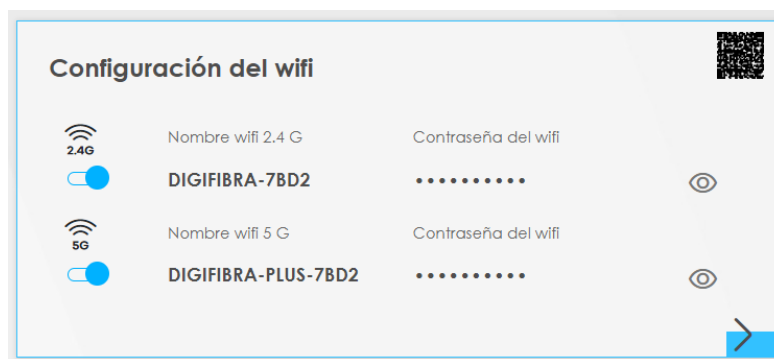 Configuración del wifi
2.4G
Nombre wifi 2.4 G Contraseña del wifi
DIGIFIBRA-7BD2 ••••••••••
5G
Nombre wifi 5 G Contraseña del wifi
DIGIFIBRA-PLUS-7BD2 ••••••••••